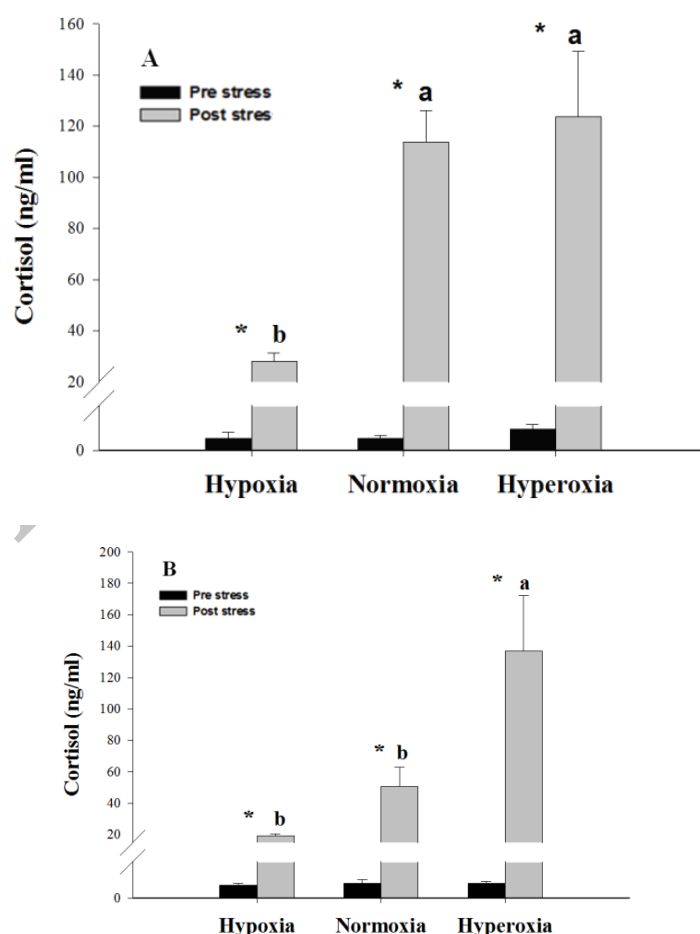 160
A
* a
Pre stress
140
* a
Post stres
120
100
80
60
Cortisol (ng/ml)
* b
40
20
0
Hypoxia Normoxia Hyperoxia
200
B
180
Pre stress
* a
Post stress
160
140
120
100
80
Cortisol (ng/ml)
* b
60
40
* b
20
0
Hypoxia Normoxia Hyperoxia